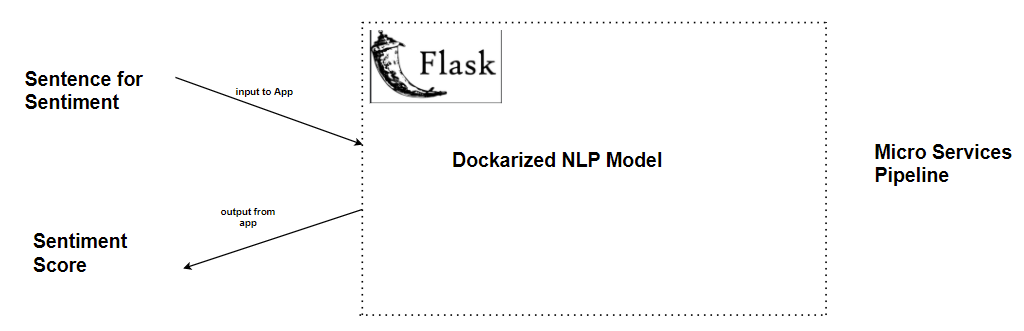 Flask
Sentence for
Sentiment
input to App
Dockarized NLP Model
Micro Services
Pipeline
output from
app
Sentiment
Score